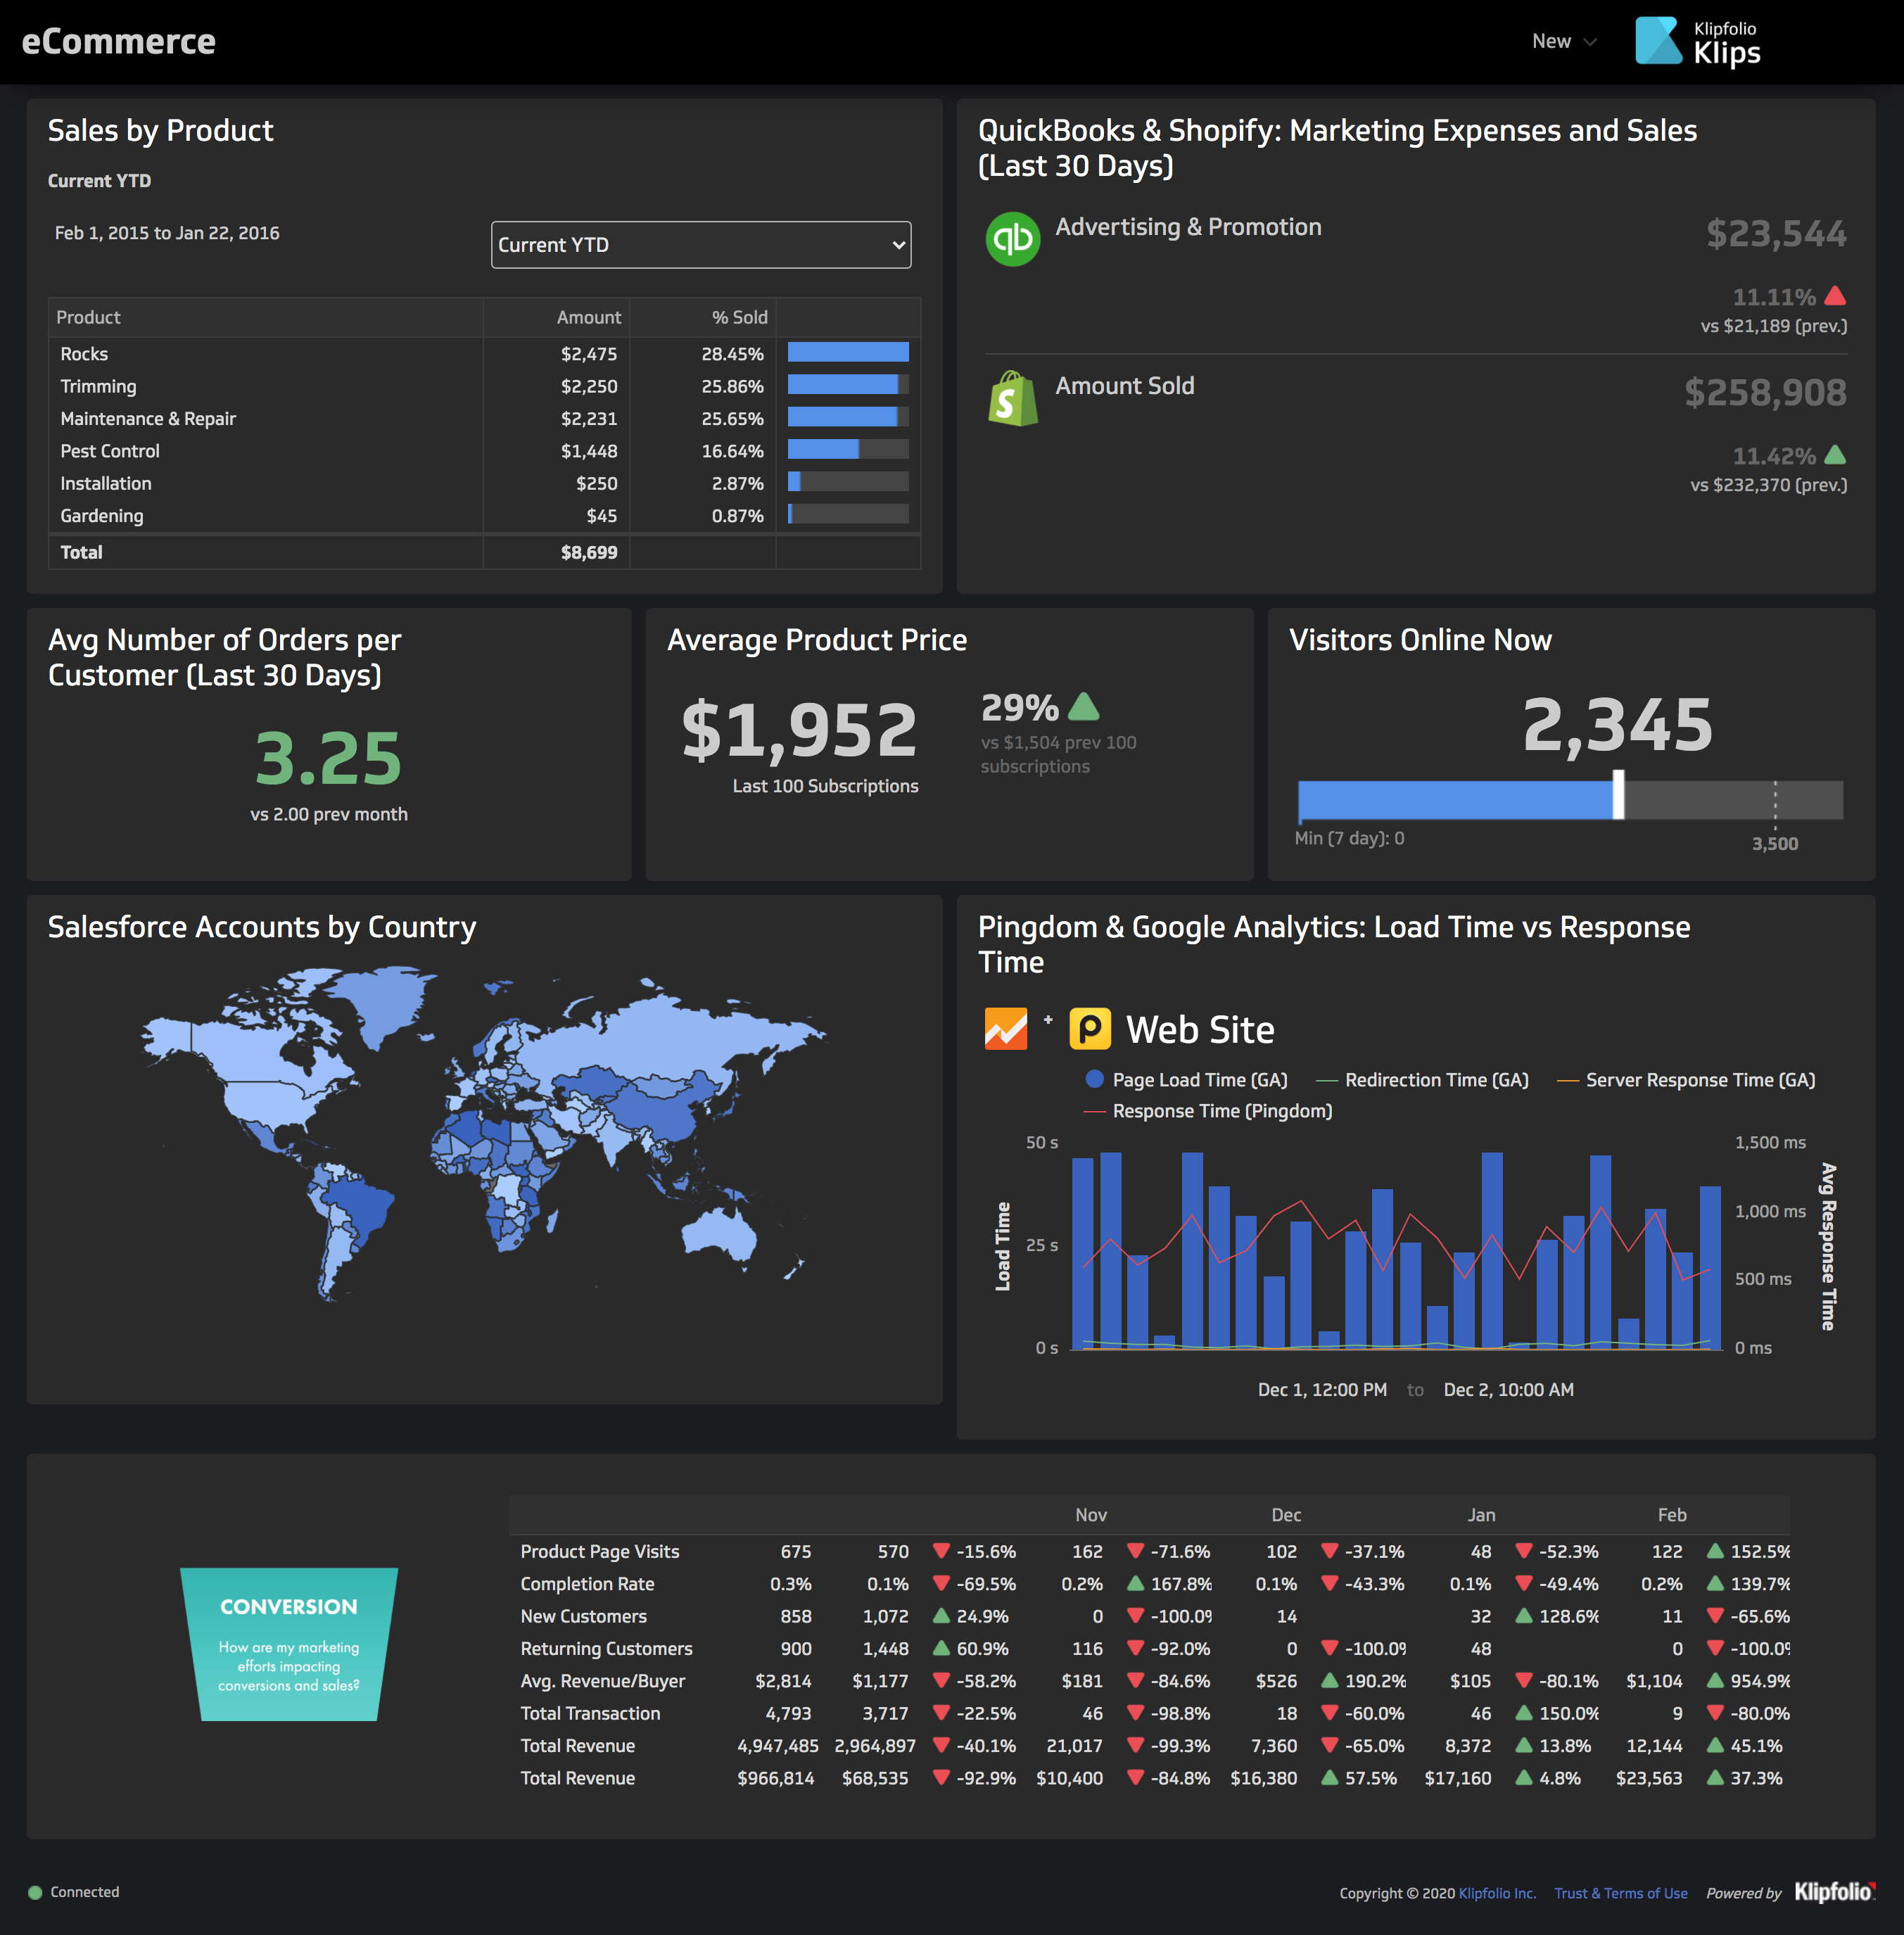 eCommerce
New
Klipfolio
Klips
Sales by Product
Current YTD
Feb 1, 2015 to Jan 22, 2016
Current YTD
Product Amount % Sold
Rocks $2,475 28.45%
Trimming $2,250 25.86%
Maintenance & Repair $2,231 25.65%
Pest Control $1,448 16.64%
Installation $250 2.87%
Gardening $45 0.87%
Total $8,699
QuickBooks & Shopify: Marketing Expenses and Sales
(Last 30 Days)
qb Advertising & Promotion $23,544
11.11%
vs $21,189 (prev.)
S Amount Sold $258,908
11.42%
vs $232,370 (prev.)
Avg Number of Orders per
Customer (Last 30 Days)
3.25
vs 2.00 prev month
Average Product Price
$1,952
Last 100 Subscriptions
29%
vs $1,504 prev 100
subscriptions
Visitors Online Now
2,345
Min (7 day): 0
3,500
Salesforce Accounts by Country
Pingdom & Google Analytics: Load Time vs Response
Time
+ P Web Site
Page Load Time (GA) Redirection Time (GA) Server Response Time (GA)
Response Time (Pingdom)
50 s
25 s
0 s
Load Time
1,500 ms
1,000 ms
500 ms
0 ms
Avg Response Time
Dec 1, 12:00 PM to Dec 2, 10:00 AM
CONVERSION
How are my marketing
efforts impacting
conversions and sales?
Nov Dec Jan Feb
Product Page Visits 675 570 -15.6% 162 -71.6% 102 -37.1% 48 -52.3% 122 152.5%
Completion Rate 0.3% 0.1% -69.5% 0.2% 167.8% 0.1% -43.3% 0.1% -49.4% 0.2% 139.7%
New Customers 858 1,072 24.9% 0 -100.0% 14 32 128.6% 11 -65.6%
Returning Customers 900 1,448 60.9% 116 -92.0% 0 -100.0% 48 0 -100.0%
Avg. Revenue/Buyer $2,814 $1,177 -58.2% $181 -84.6% $526 190.2% $105 -80.1% $1,104 954.9%
Total Transaction 4,793 3,717 -22.5% 46 -98.8% 18 -60.0% 46 150.0% 9 -80.0%
Total Revenue 4,947,485 2,964,897 -40.1% 21,017 -99.3% 7,360 -65.0% 8,372 13.8% 12,144 45.1%
Total Revenue $966,814 $68,535 -92.9% $10,400 -84.8% $16,380 57.5% $17,160 4.8% $23,563 37.3%
Connected
Copyright © 2020 Klipfolio Inc. Trust & Terms of Use Powered by Klipfolio